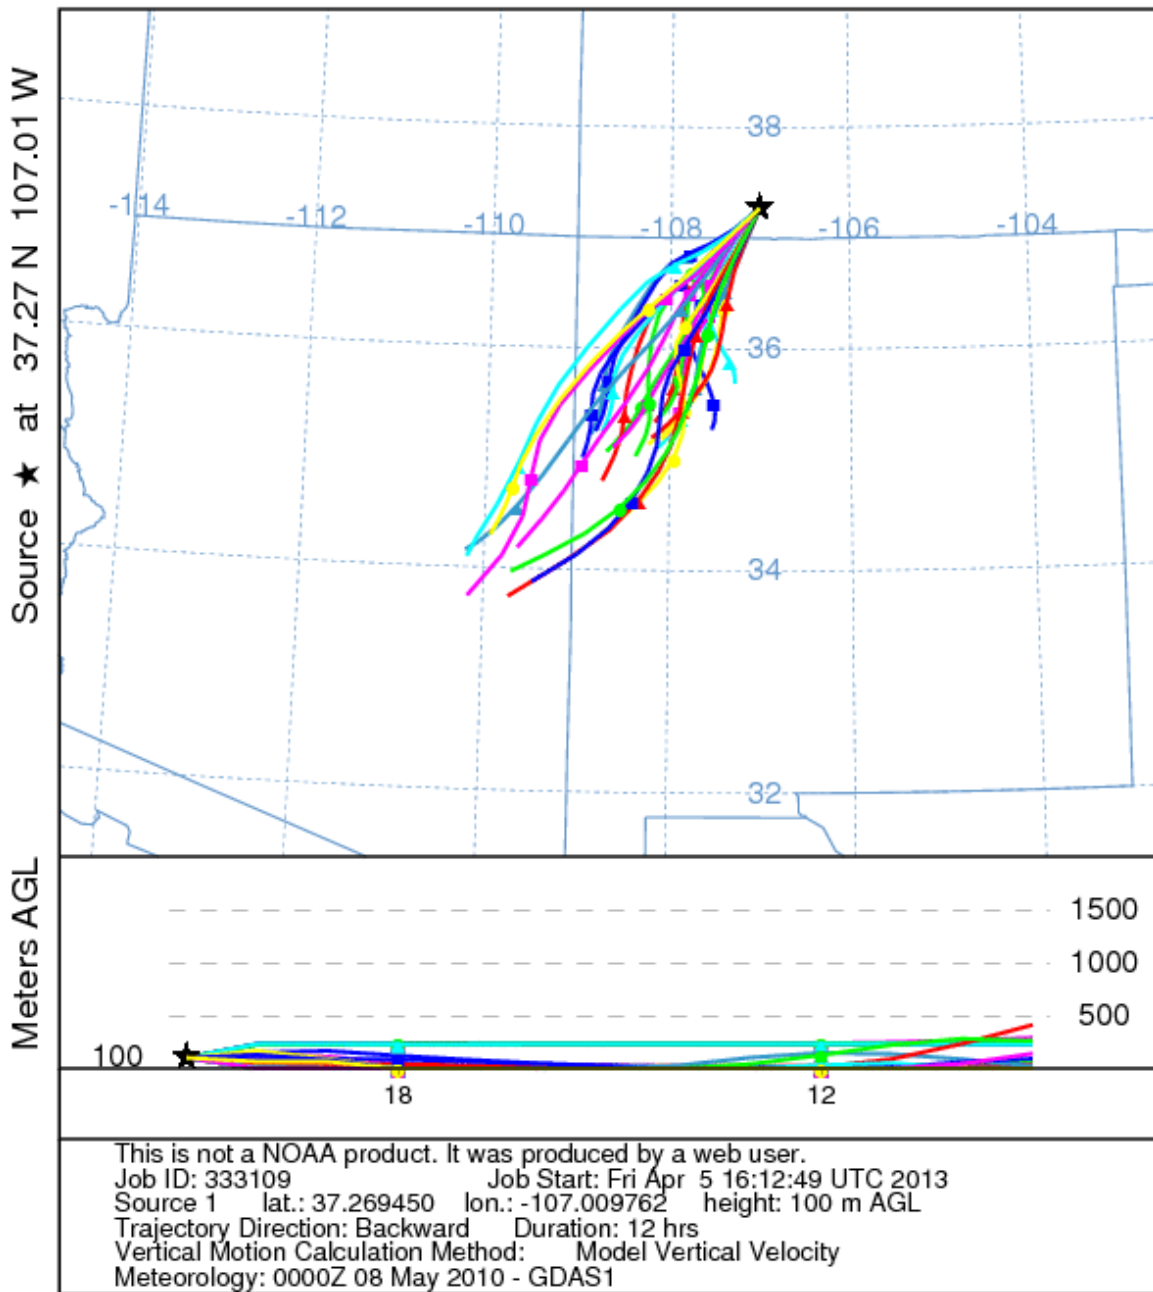 Source ★ at 37.27 N 107.01 W
38
-114
-112
-110
-108
-106
-104
36
34
32
Meters AGL
1500
1000
500
100
18
12
This is not a NOAA product. It was produced by a web user.
Job ID: 333109 Job Start: Fri Apr 5 16:12:49 UTC 2013
Source 1 lat.: 37.269450 lon.: -107.009762 height: 100 m AGL
Trajectory Direction: Backward Duration: 12 hrs
Vertical Motion Calculation Method: Model Vertical Velocity
Meteorology: 0000Z 08 May 2010 - GDAS1